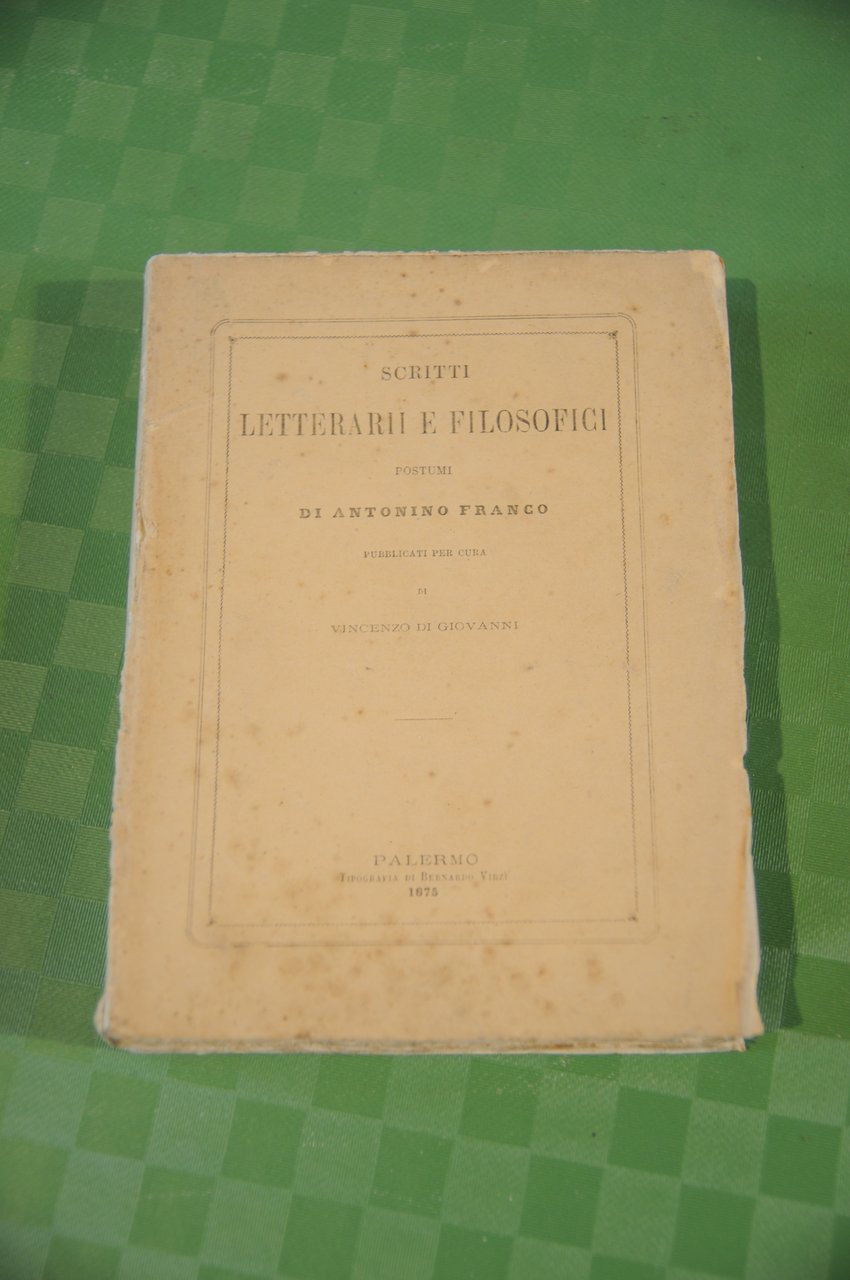 SCRITTI
LETTERARII E FILOSOFICI
POSTUMI
DI ANTONINO FRANCO
PUBBLICATI PER CURA
DI
VINCENZO DI GIOVANNI
PALERMO
TIPOGRAFIA DI BERNARDO VIRZÌ
1875